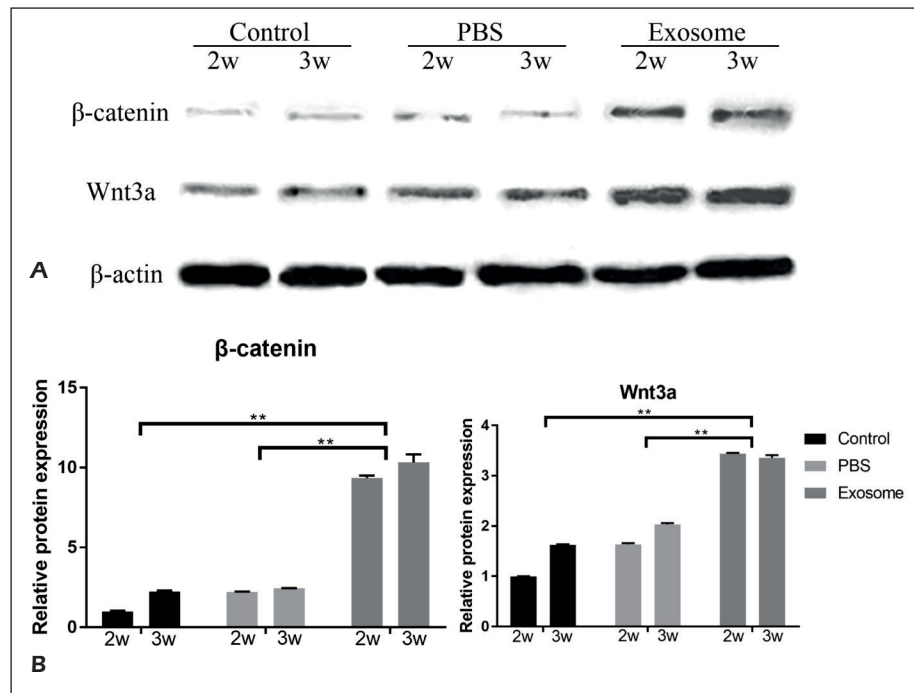 Control PBS Exosome
2w 3w 2w 3w 2w 3w
β-catenin
Wnt3a
A β-actin
β-catenin
Relative protein expression
15
10
5
0
**
**
2w 3w 2w 3w 2w 3w
Wnt3a
Relative protein expression
4
3
2
1
0
**
**
2w 3w 2w 3w 2w 3w
Control
PBS
Exosome
B